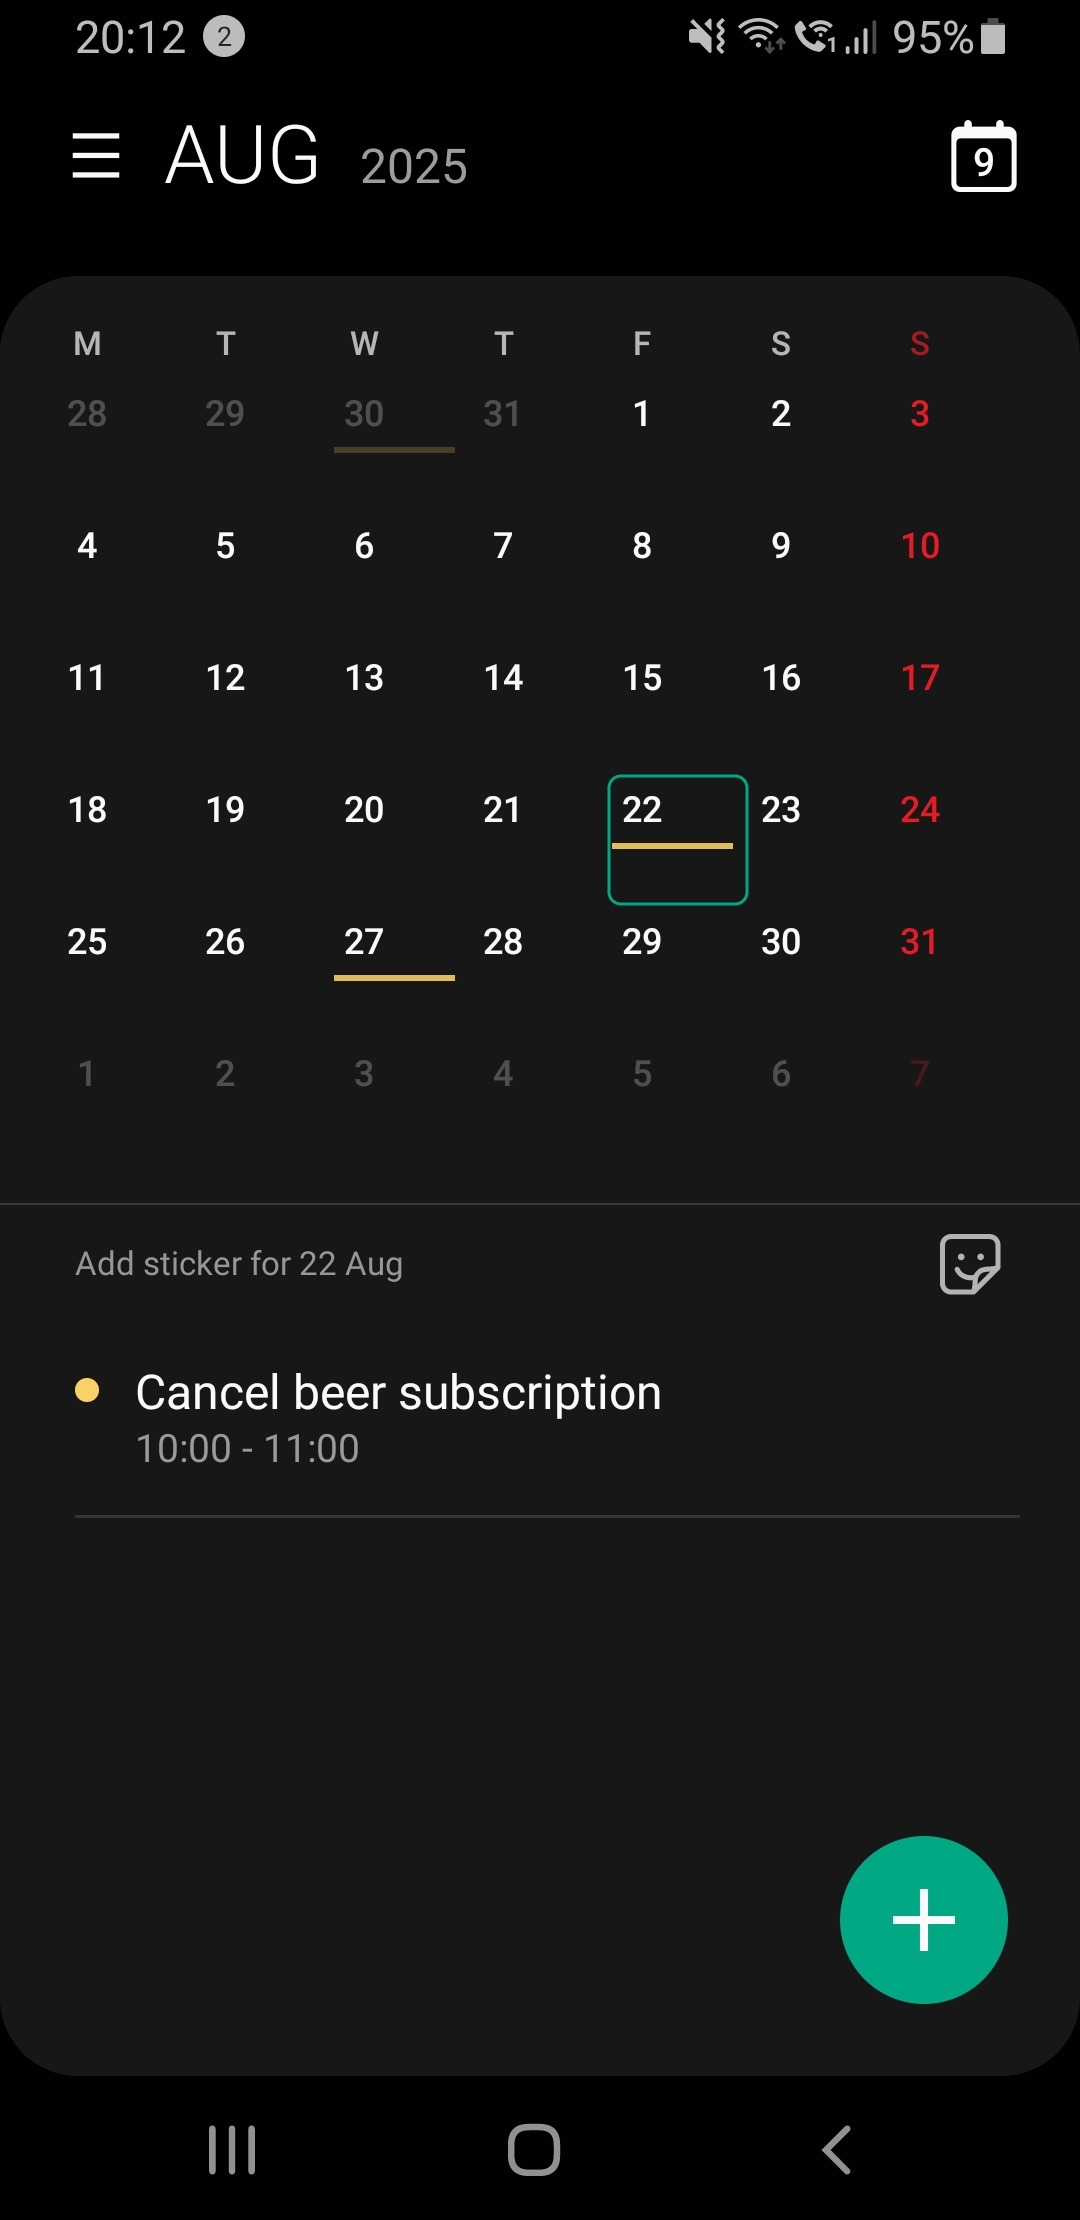 20:12 2 1 95%
AUG 2025 9
M T W T F S S
28 29 30 31 1 2 3
4 5 6 7 8 9 10
11 12 13 14 15 16 17
18 19 20 21 22 23 24
25 26 27 28 29 30 31
1 2 3 4 5 6 7
Add sticker for 22 Aug
Cancel beer subscription
10:00 - 11:00